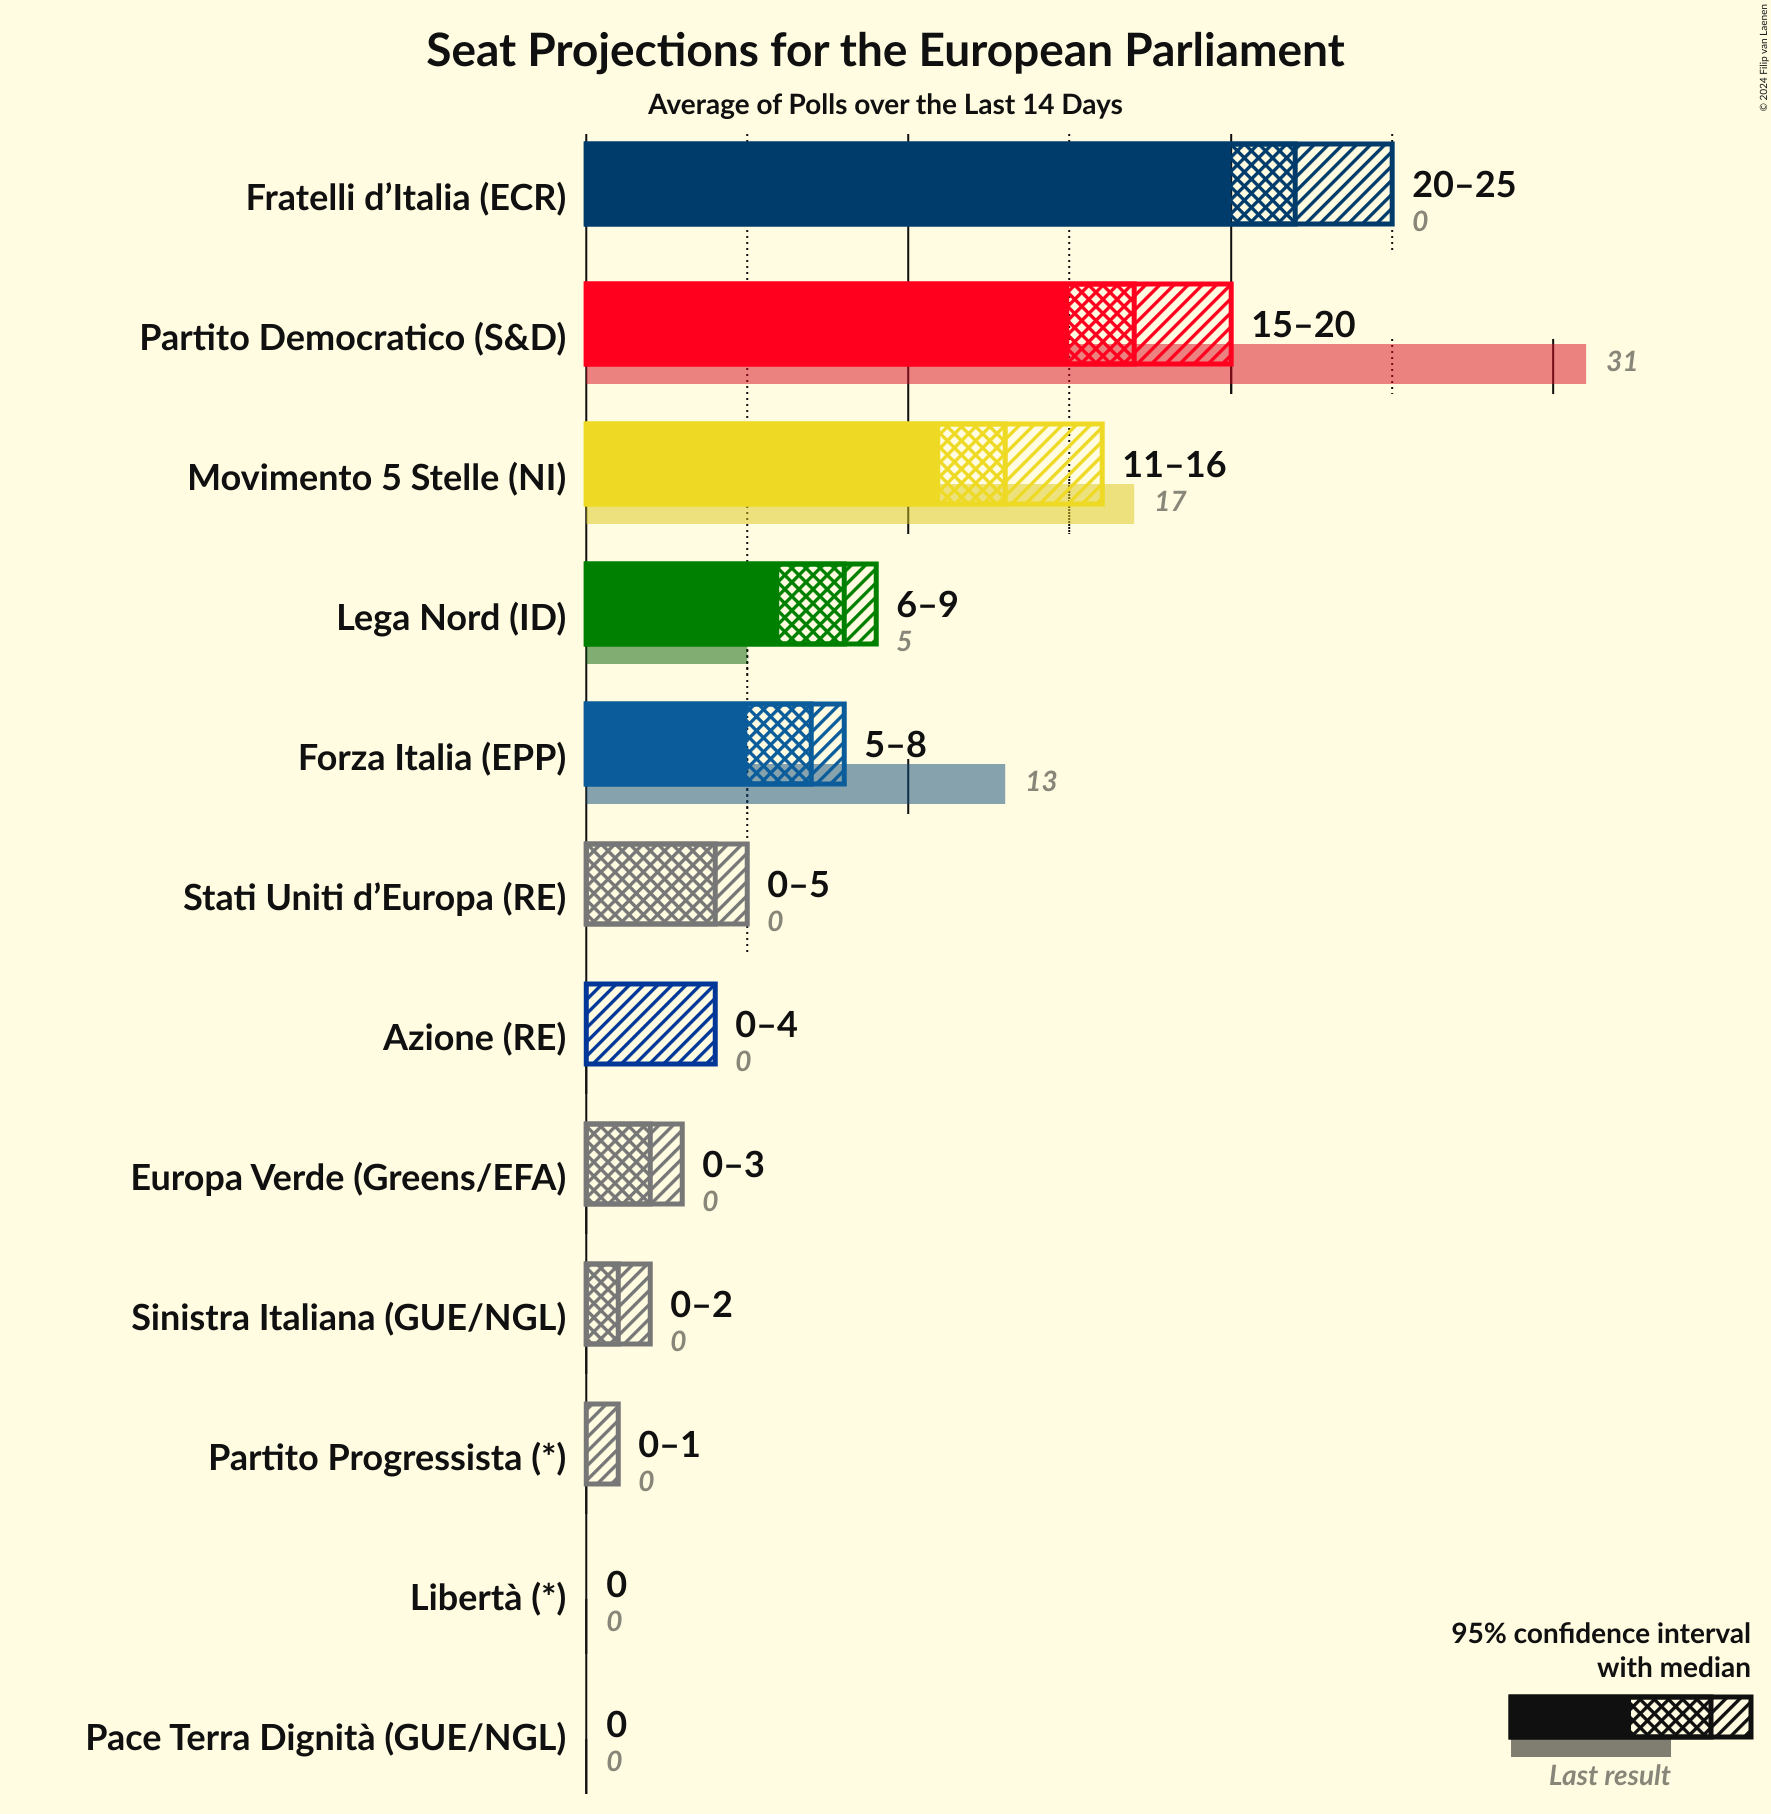 Seat Projections for the European Parliament
Average of Polls over the Last 14 Days
© 2024 Filip van Laenen
Fratelli d’Italia (ECR)
20–25
0
Partito Democratico (S&D)
15–20
31
Movimento 5 Stelle (NI)
11–16
17
Lega Nord (ID)
6–9
5
Forza Italia (EPP)
5–8
13
Stati Uniti d’Europa (RE)
0–5
0
Azione (RE)
0–4
0
Europa Verde (Greens/EFA)
0–3
0
Sinistra Italiana (GUE/NGL)
0–2
0
Partito Progressista (*)
0–1
0
Libertà (*)
0
0
Pace Terra Dignità (GUE/NGL)
0
0
95% confidence interval
with median
Last result